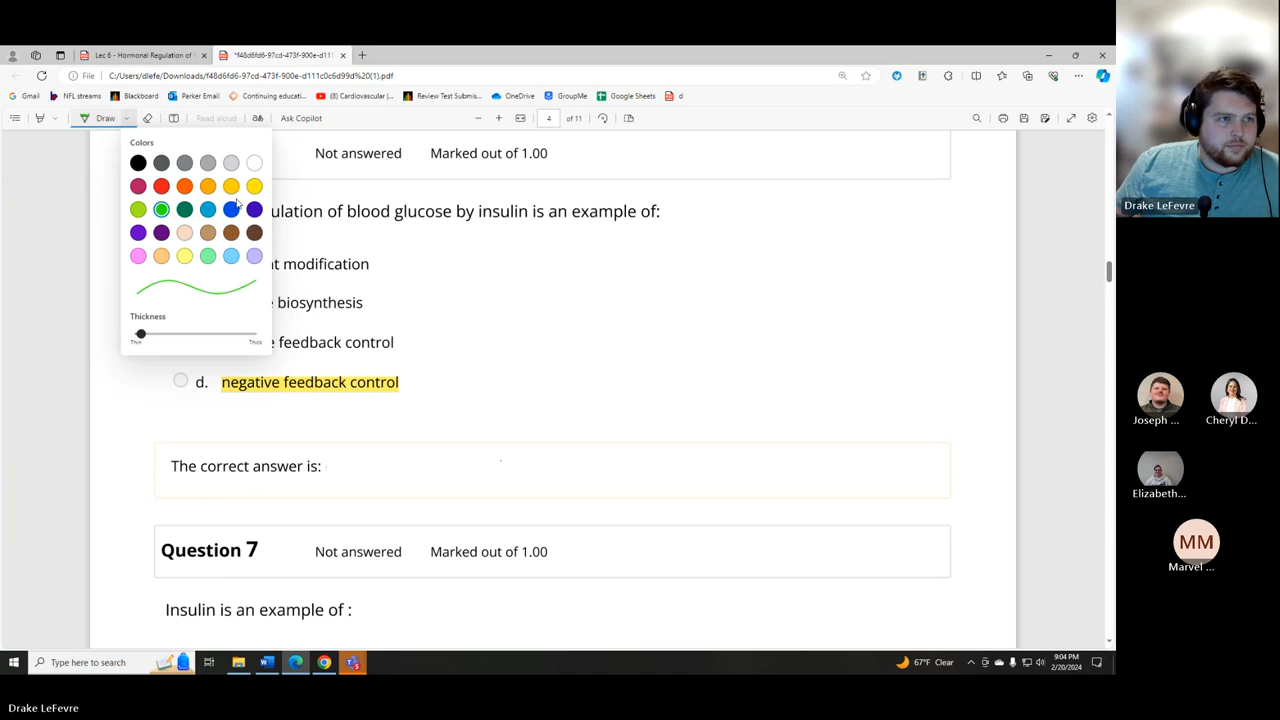 Lec 6 - Hormonal Regulation of
*f48d6fd6-97cd-473f-900e-d111
File
C:/Users/dlefe/Downloads/f48d6fd6-97cd-473f-900e-d111c0c6d99d%20(1).pdf
Gmail
NFL streams
Blackboard
Parker Email
Continuing educati...
(8) Cardiovascular |...
Review Test Submis...
OneDrive
GroupMe
Google Sheets
d
Draw
Read aloud
Ask Copilot
4
of 11
Colors
Thickness
Thin
Thick
Not answered
Marked out of 1.00
ulation of blood glucose by insulin is an example of:
t modification
biosynthesis
feedback control
d. negative feedback control
The correct answer is:
Question 7
Not answered
Marked out of 1.00
Insulin is an example of :
Drake LeFevre
Joseph ...
Cheryl D...
Elizabeth...
MM
Marvel ...
Type here to search
67°F Clear
9:04 PM
2/20/2024
Drake LeFevre